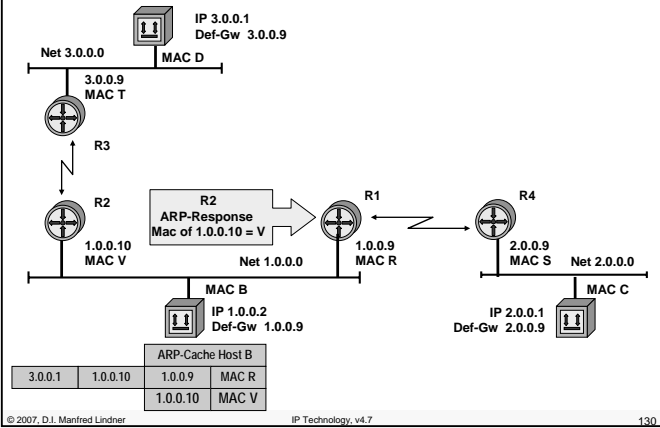 IP 3.0.0.1
Def-Gw 3.0.0.9
Net 3.0.0.0
MAC D
3.0.0.9
MAC T
R3
R2
R2
ARP-Response
Mac of 1.0.0.10 = V
R1
R4
1.0.0.10
MAC V
Net 1.0.0.0
1.0.0.9
MAC R
2.0.0.9
MAC S
Net 2.0.0.0
MAC B
MAC C
IP 1.0.0.2
Def-Gw 1.0.0.9
IP 2.0.0.1
Def-Gw 2.0.0.9
ARP-Cache Host B
3.0.0.1 1.0.0.10 1.0.0.9 MAC R
1.0.0.10 MAC V
© 2007, D.I. Manfred Lindner IP Technology, v4.7 130